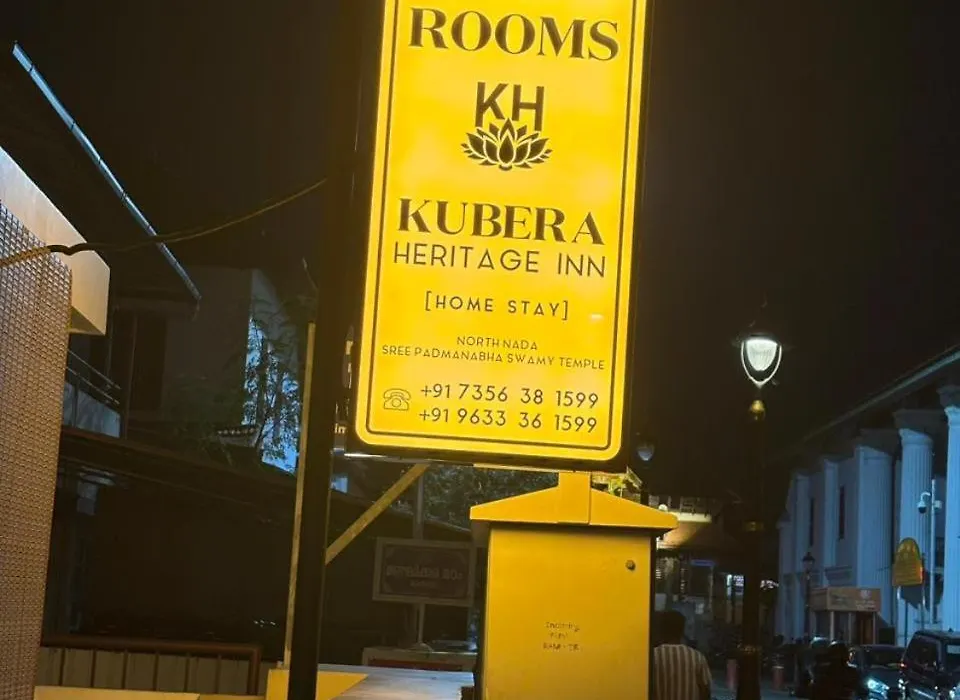 ROOMS
KH
KUBERA
HERITAGE INN
[HOME STAY]
NORTH NADA
SREE PADMANABHA SWAMY TEMPLE
+91 7356 38 1599
+91 9633 36 1599